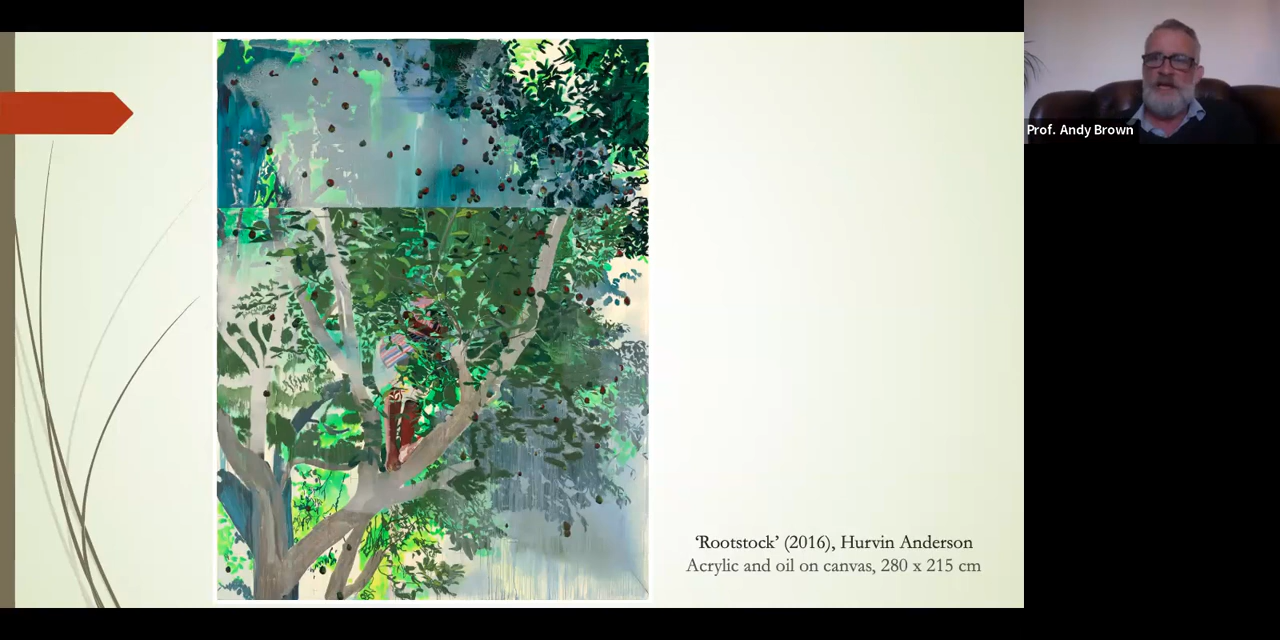 Prof. Andy Brown
‘Rootstock’ (2016), Hurvin Anderson
Acrylic and oil on canvas, 280 x 215 cm